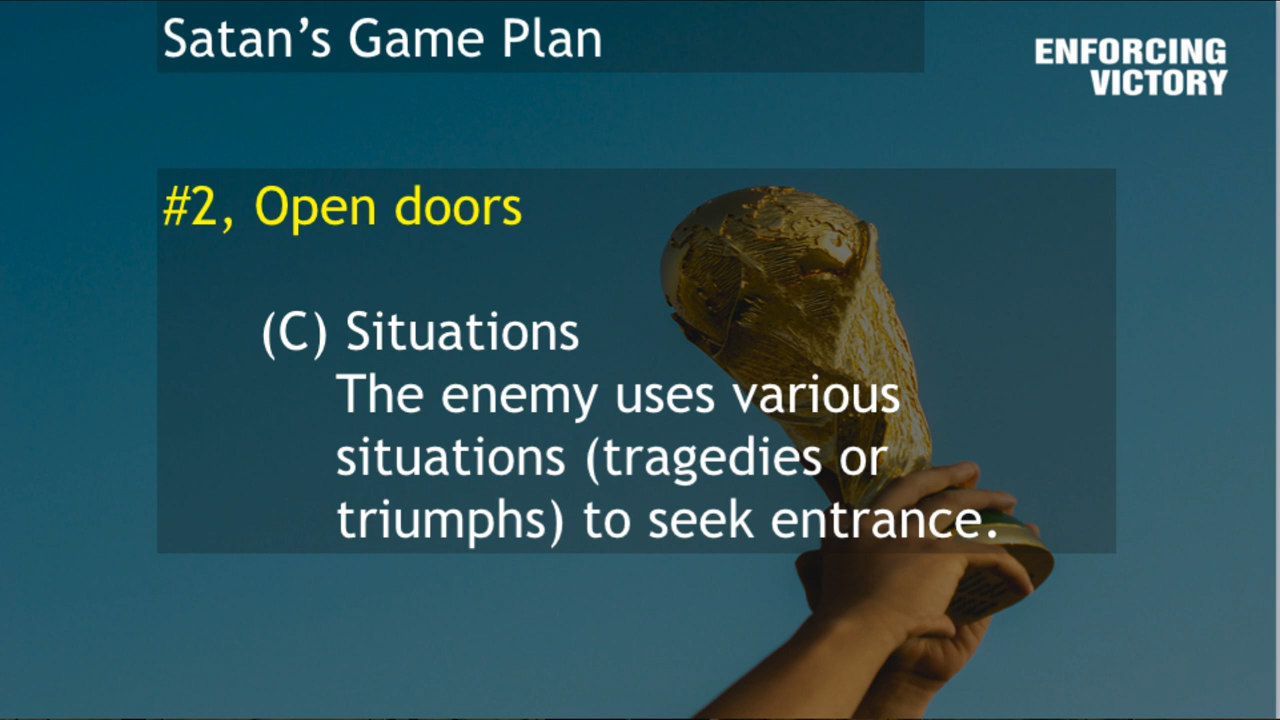 Satan’s Game Plan
ENFORCING
VICTORY
#2, Open doors
(C) Situations
The enemy uses various
situations (tragedies or
triumphs) to seek entrance.